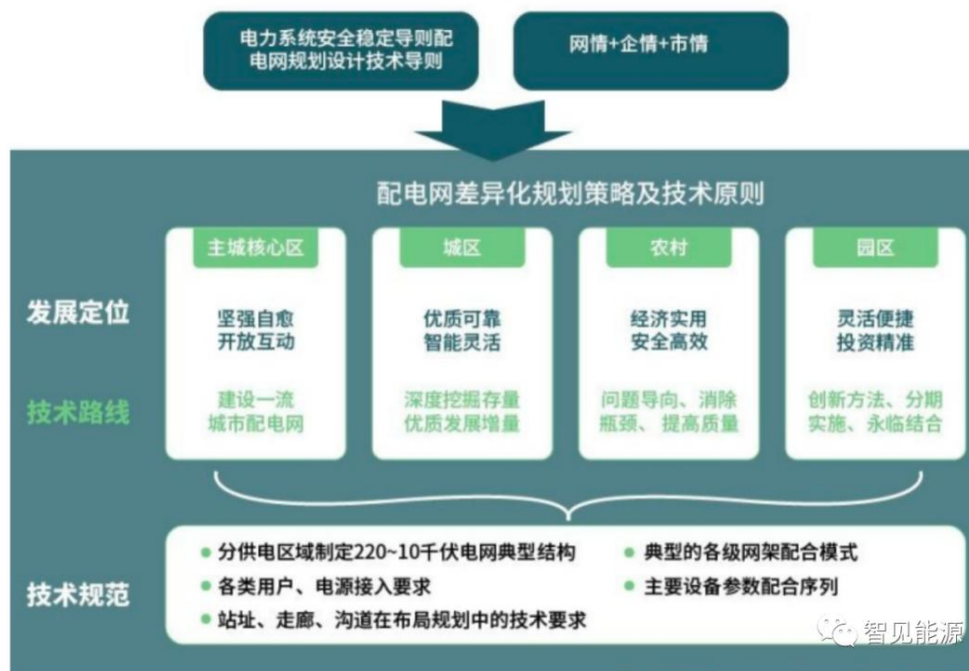 电力系统安全稳定导则配
电网规划设计技术导则
网情+企情+市情
配电网差异化规划策略及技术原则
主城核心区
城区
农村
园区
发展定位
坚强自愈
开放互动
优质可靠
智能灵活
经济实用
安全高效
灵活便捷
投资精准
技术路线
建设一流
城市配电网
深度挖掘存量
优质发展增量
问题导向、消除
瓶颈、提高质量
创新方法、分期
实施、永临结合
技术规范
分供电区域制定220~10千伏电网典型结构
各类用户、电源接入要求
站址、走廊、沟道在布局规划中的技术要求
典型的各级网架配合模式
主要设备参数配合序列
智见能源